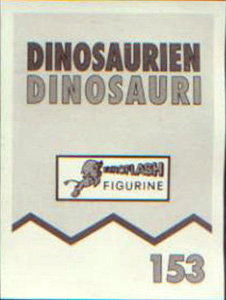 DINOSAURIEN
DINOSAURI
EUROFLASH
FIGURINE
153